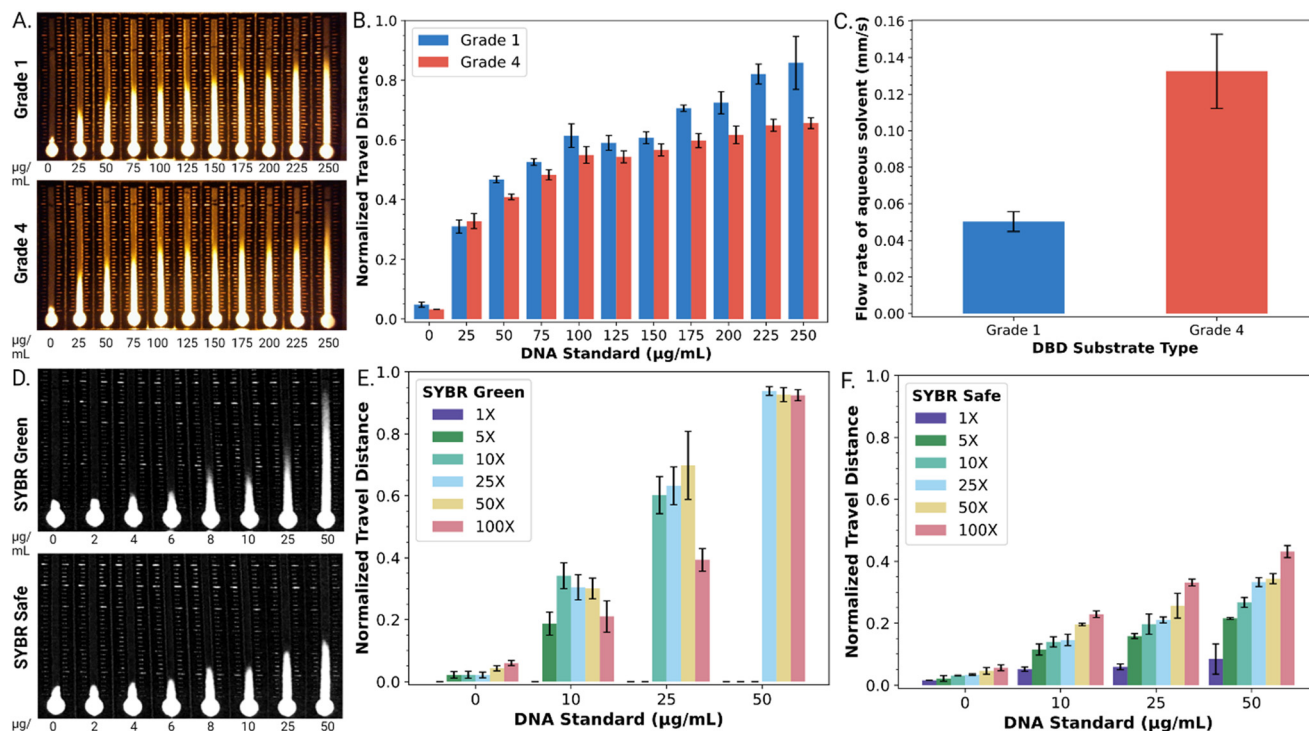 A.
Grade 1
µg/
mL
0 25 50 75 100 125 150 175 200 225 250
Grade 4
µg/
mL
0 25 50 75 100 125 150 175 200 225 250
B.
Normalized Travel Distance
1.0
0.8
0.6
0.4
0.2
0.0
Grade 1
Grade 4
0 25 50 75 100 125 150 175 200 225 250
DNA Standard (µg/mL)
C.
Flow rate of aqueous solvent (mm/s)
0.16
0.14
0.12
0.10
0.08
0.06
0.04
0.02
0.00
Grade 1 Grade 4
DBD Substrate Type
D.
SYBR Green
µg/
mL
0 2 4 6 8 10 25 50
SYBR Safe
µg/
mL
0 2 4 6 8 10 25 50
E.
Normalized Travel Distance
1.0
0.8
0.6
0.4
0.2
0.0
SYBR Green
1X
5X
10X
25X
50X
100X
0 10 25 50
DNA Standard (µg/mL)
F.
Normalized Travel Distance
1.0
0.8
0.6
0.4
0.2
0.0
SYBR Safe
1X
5X
10X
25X
50X
100X
0 10 25 50
DNA Standard (µg/mL)